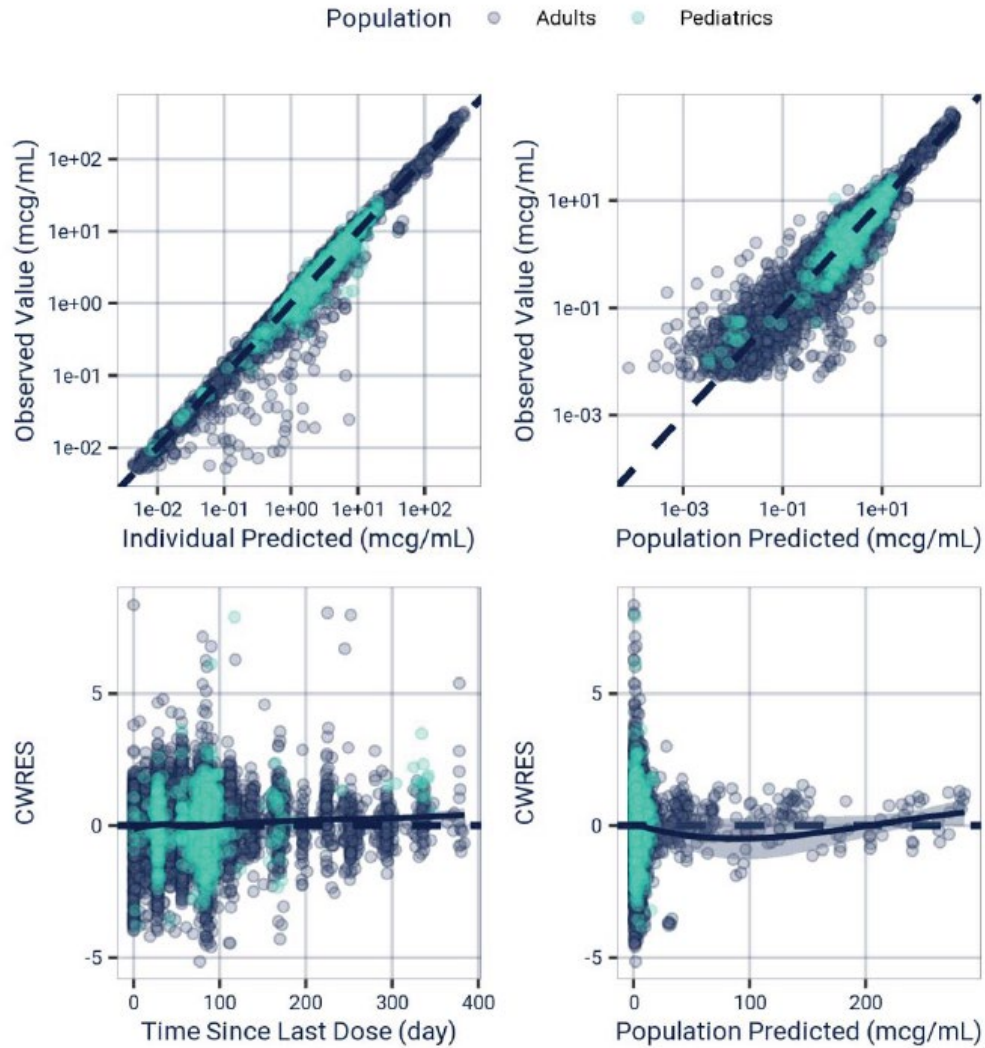 Population Adults Pediatrics
Observed Value (mcg/mL)
1e+02
1e+01
1e+00
1e-01
1e-02
1e-02 1e-01 1e+00 1e+01 1e+02
Individual Predicted (mcg/mL)
Observed Value (mcg/mL)
1e+01
1e-01
1e-03
1e-03 1e-01 1e+01
Population Predicted (mcg/mL)
CWRES
5
0
-5
0 100 200 300 400
Time Since Last Dose (day)
CWRES
5
0
-5
0 100 200
Population Predicted (mcg/mL)